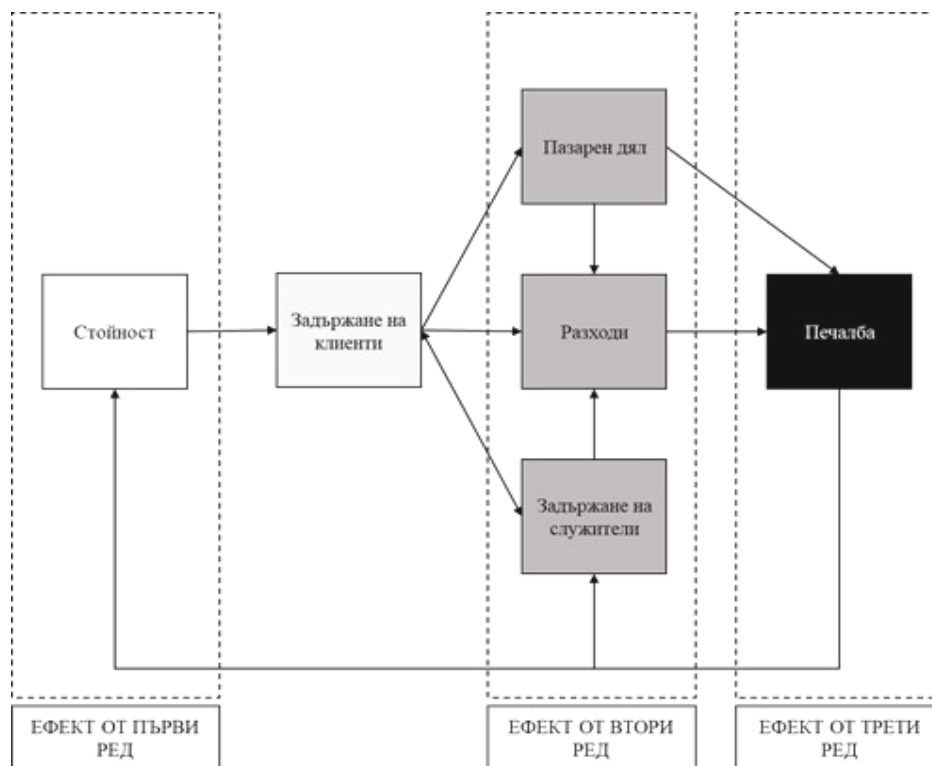 Пазарен дял
Стойност
Задържане на
клиенти
Разходи
Печалба
Задържане на
служители
ЕФЕКТ ОТ ПЪРВИ
РЕД
ЕФЕКТ ОТ ВТОРИ
РЕД
ЕФЕКТ ОТ ТРЕТИ
РЕД